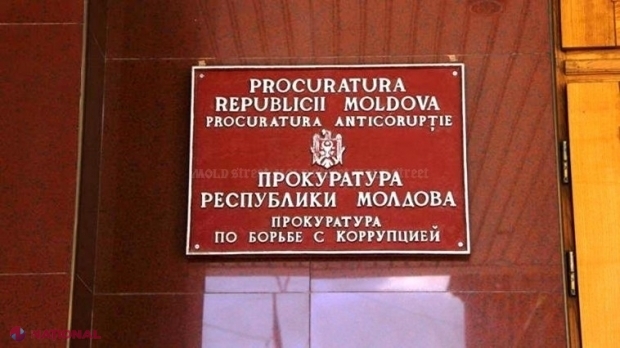 PROCURATURA
REPUBLICII MOLDOVA
PROCURATURA ANTICORUPȚIE
ПРОКУРАТУРА
РЕСПУБЛИКИ МОЛДОВА
ПРОКУРАТУРА
ПО БОРЬБЕ С КОРРУПЦИЕЙ